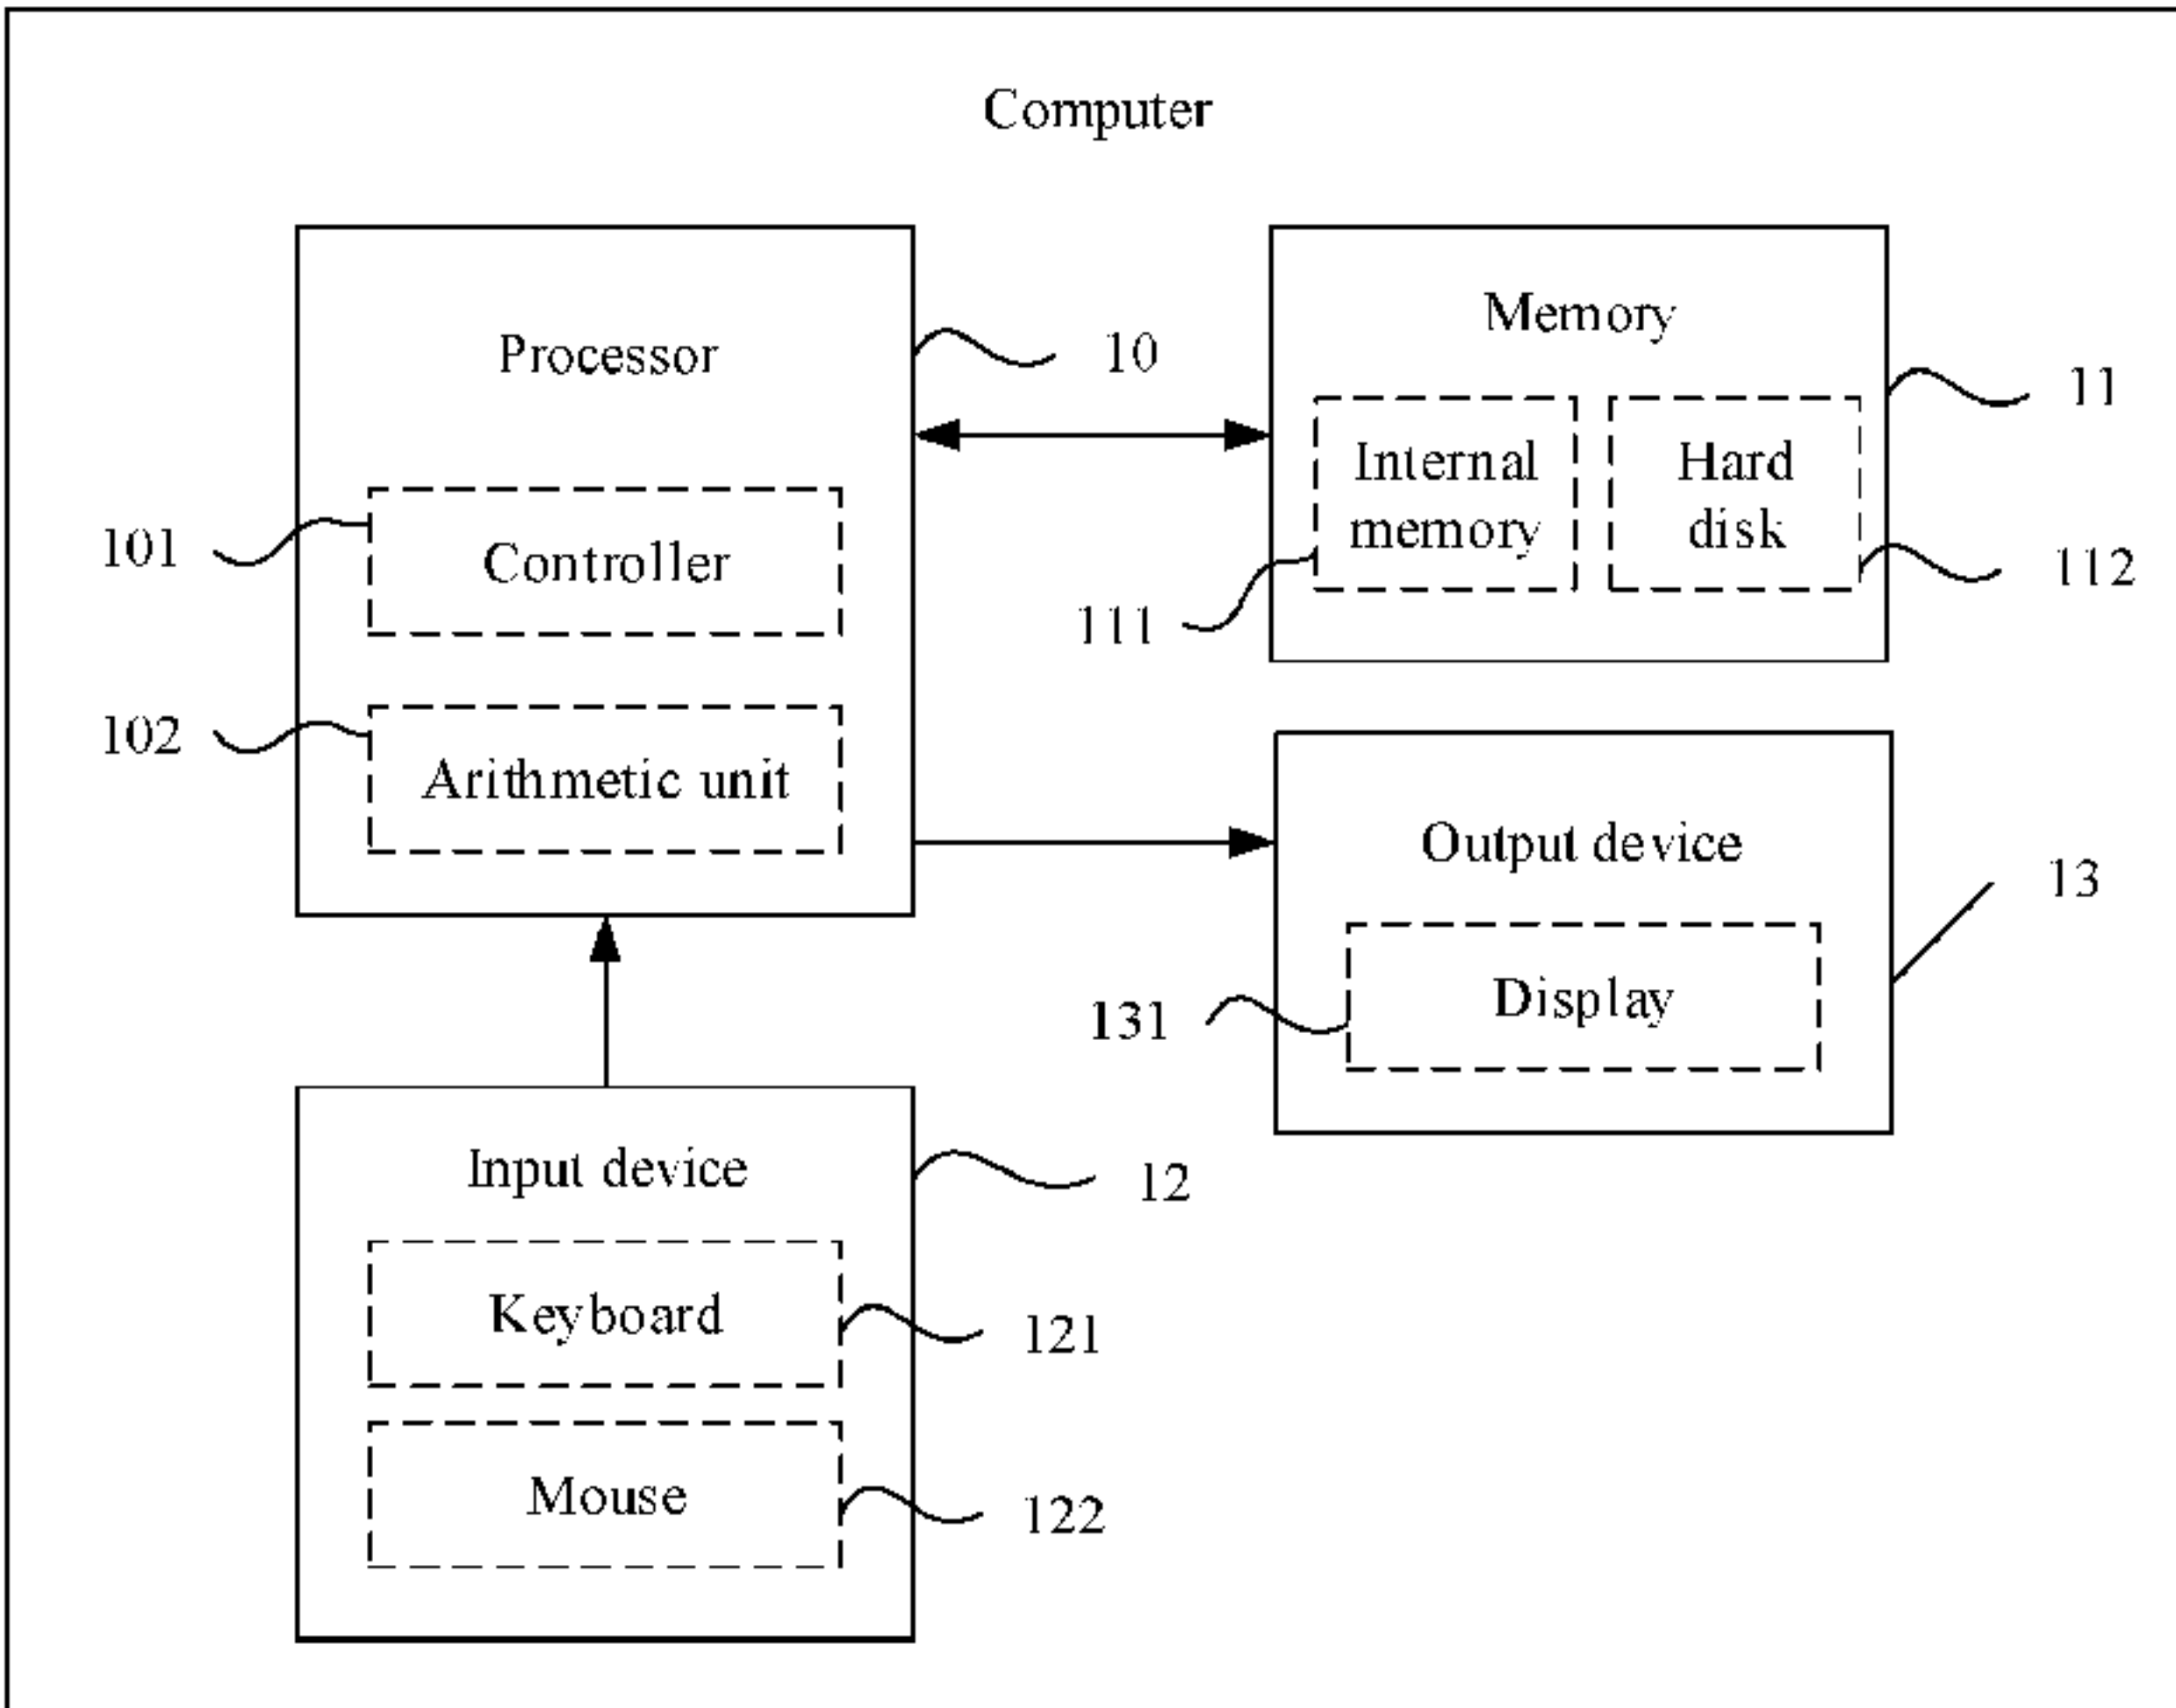 Computer
Processor
10
Memory
11
Internal
memory
Hard
disk
101
Controller
111
112
102
Arithmetic unit
Output device
13
131
Display
Input device
12
Keyboard
121
Mouse
122